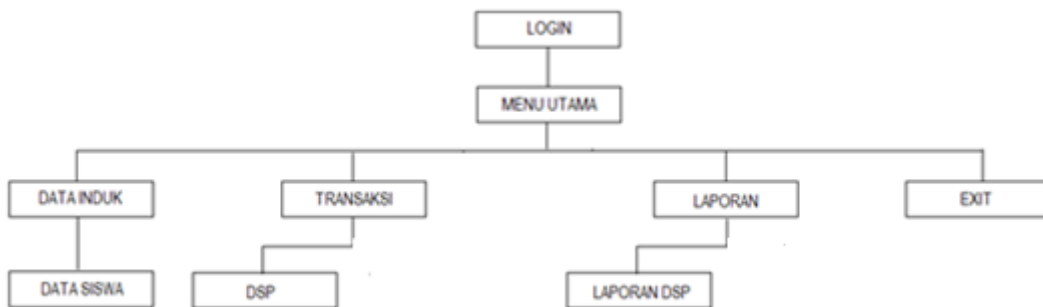 LOGIN
MENU UTAMA
DATA INDUK
TRANSAKSI
LAPORAN
EXIT
DATA SISWA
DSP
LAPORAN DSP